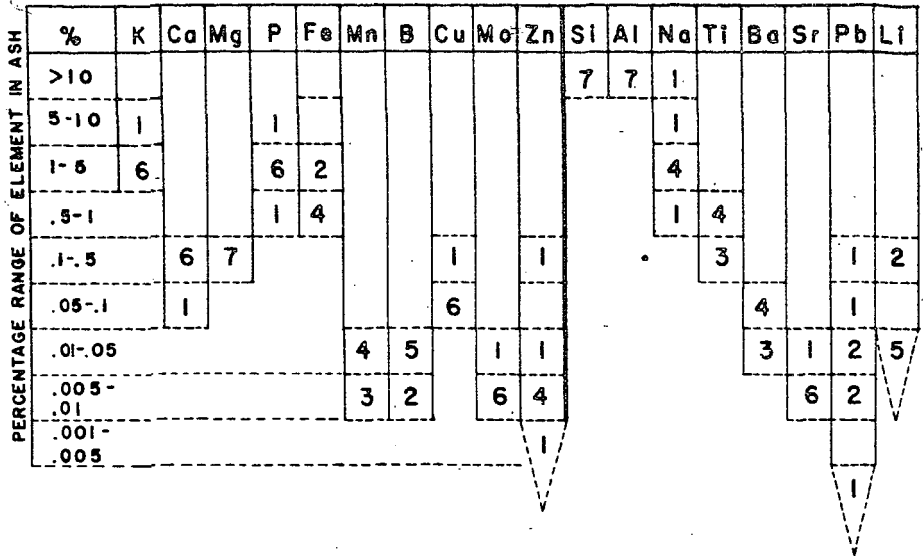 PERCENTAGE RANGE OF ELEMENT IN ASH
% K Ca Mg P Fe Mn B Cu Mo Zn Si Al Na Ti Ba Sr Pb Li
>10 7 7 1
5-10 1 1 1
1-5 6 6 2 4
.5-1 1 4 1 4
.1-.5 6 7 1 1 3 1 2
.05-.1 1 6 4 1
.01-.05 4 5 1 1 3 1 2 5
.005- 3 2 6 4 6 2
.01
.001- 1
.005
1